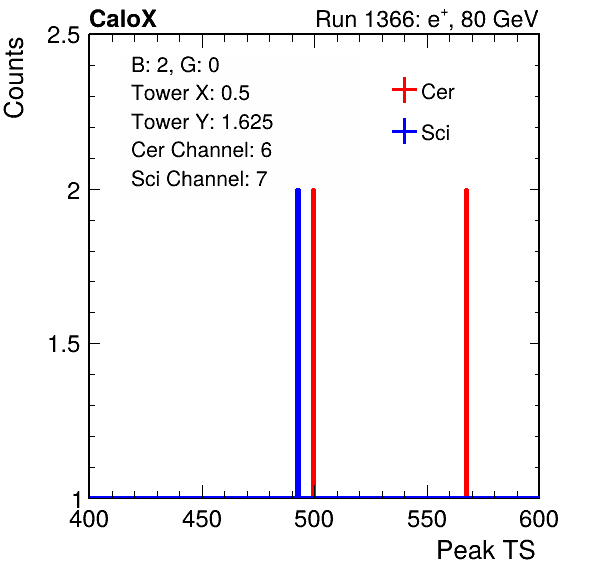 CaloX Run 1366: e⁺, 80 GeV
Counts
2.5
B: 2, G: 0
Tower X: 0.5
Tower Y: 1.625
Cer Channel: 6
Sci Channel: 7
Cer
Sci
2
1.5
1
400 450 500 550 600
Peak TS